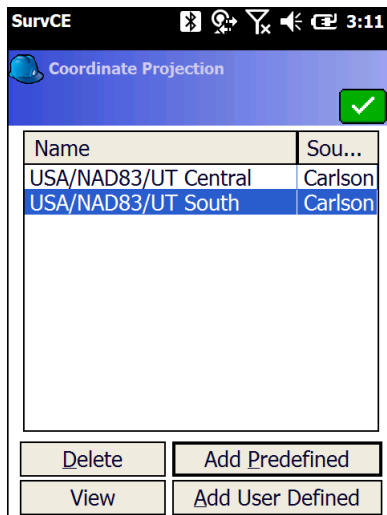 SurvCE 3:11
Coordinate Projection
Name Sou...
USA/NAD83/UT Central Carlson
USA/NAD83/UT South Carlson
Delete Add Predefined
View Add User Defined